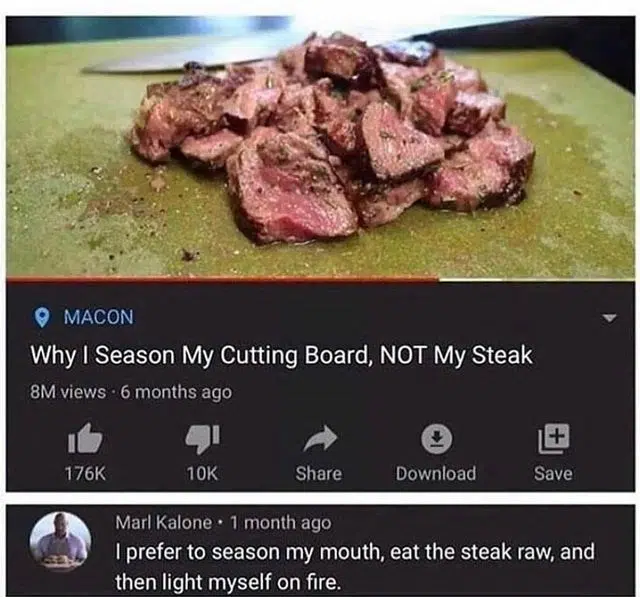 MACON
Why I Season My Cutting Board, NOT My Steak
8M views · 6 months ago
176K 10K Share Download Save
Marl Kalone • 1 month ago
I prefer to season my mouth, eat the steak raw, and
then light myself on fire.